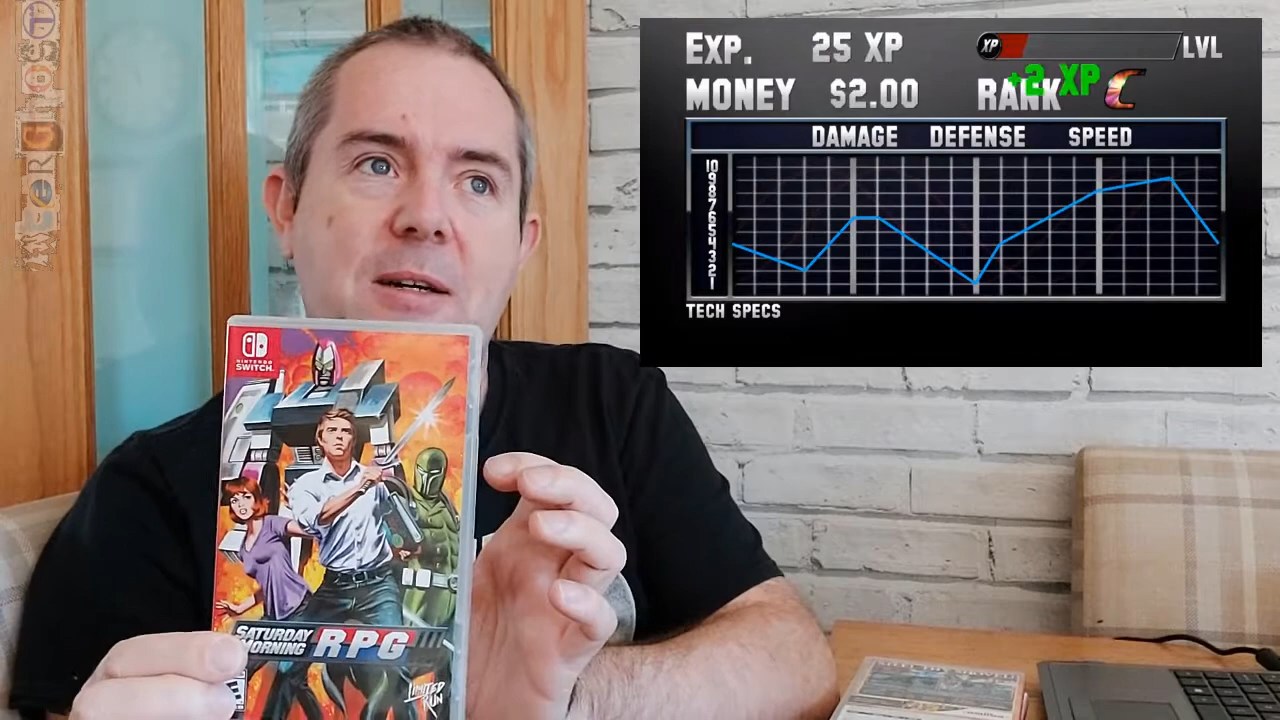 InterGhosT
EXP. 25 XP XP LVL
+2 XP
MONEY $2.00 RANK C
DAMAGE DEFENSE SPEED
10
9
8
7
6
5
4
3
2
1
TECH SPECS
NINTENDO
SWITCH
SATURDAY
MORNING
RPG
LIMITED
RUN